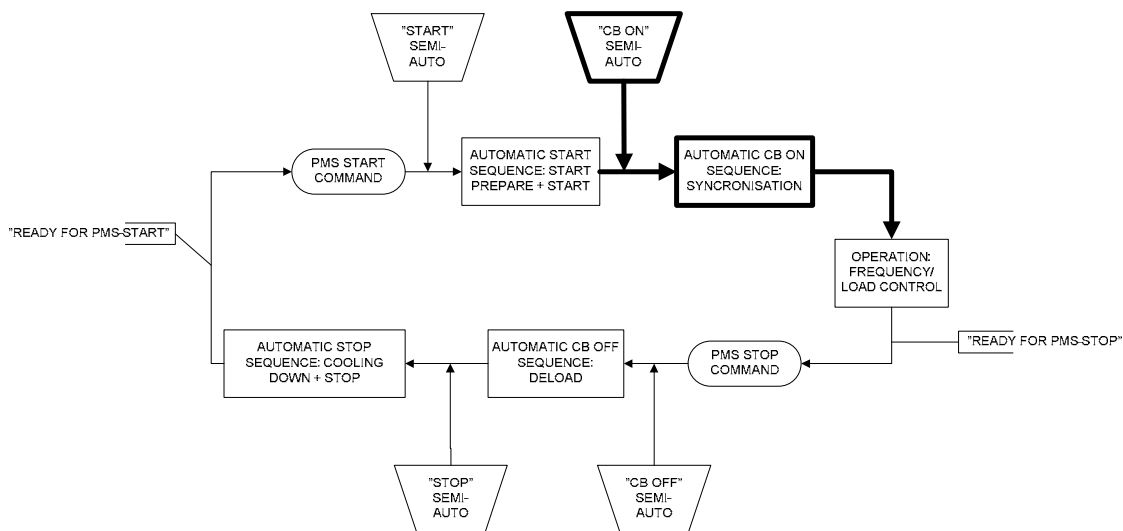 "START"
SEMI-
AUTO
"CB ON"
SEMI-
AUTO
PMS START
COMMAND
AUTOMATIC START
SEQUENCE: START
PREPARE + START
AUTOMATIC CB ON
SEQUENCE:
SYNCRONISATION
"READY FOR PMS-START"
OPERATION:
FREQUENCY/
LOAD CONTROL
"READY FOR PMS-STOP"
AUTOMATIC STOP
SEQUENCE: COOLING
DOWN + STOP
AUTOMATIC CB OFF
SEQUENCE:
DELOAD
PMS STOP
COMMAND
"STOP"
SEMI-
AUTO
"CB OFF"
SEMI-
AUTO